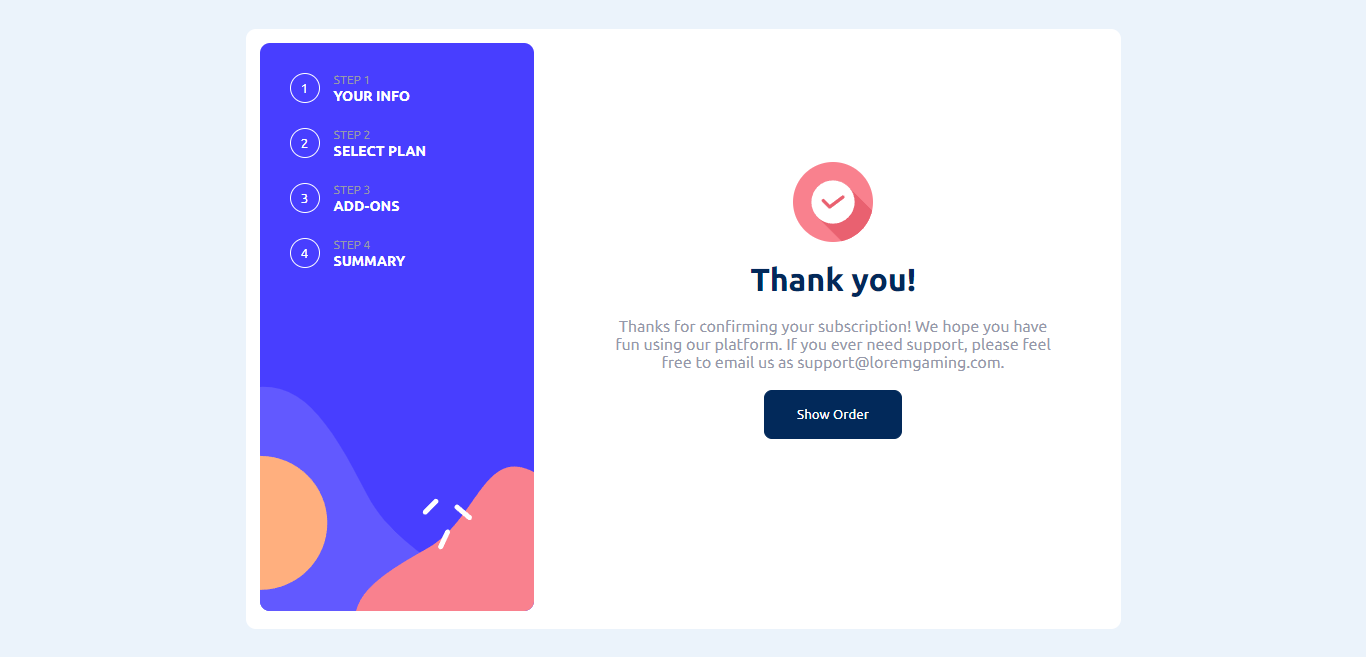 1
STEP 1
YOUR INFO
2
STEP 2
SELECT PLAN
3
STEP 3
ADD-ONS
4
STEP 4
SUMMARY
Thank you!
Thanks for confirming your subscription! We hope you have
fun using our platform. If you ever need support, please feel
free to email us as support@loremgaming.com.
Show Order